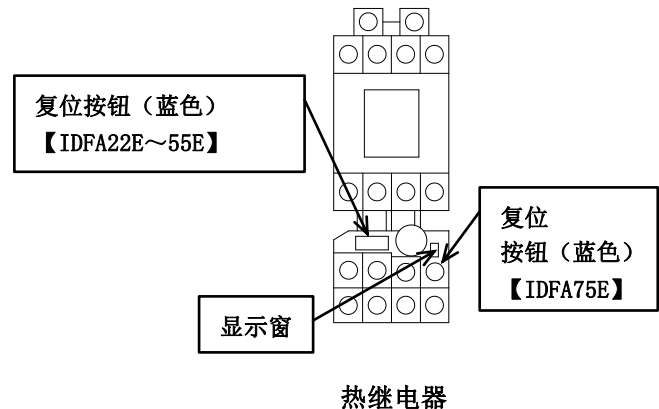 复位按钮（蓝色）
【IDFA22E～55E】
复位
按钮（蓝色）
【IDFA75E】
显示窗
热继电器